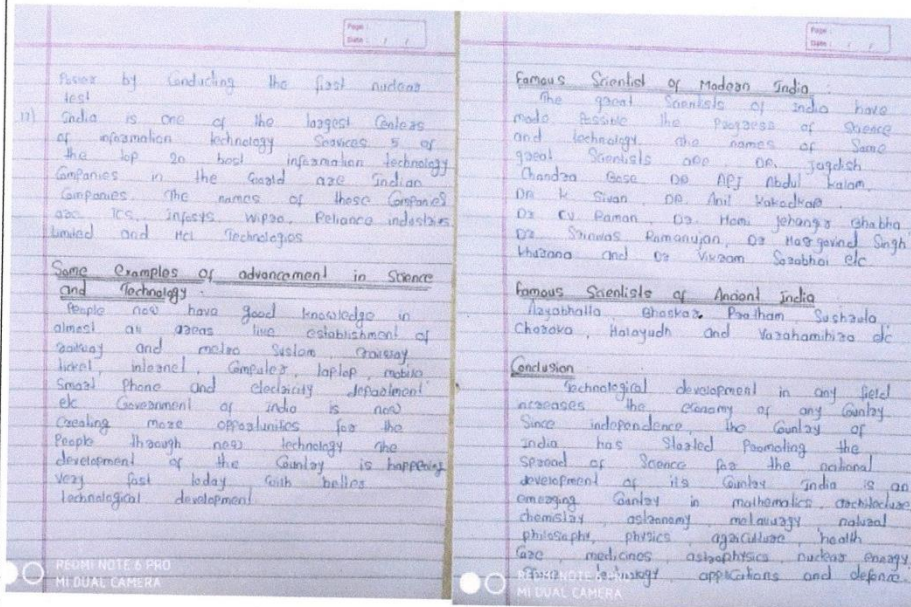 Page :
Date : / /
Power by Conducting the first nuclear
test
India is one of the largest Centers
of information technology Services 5 of
the top 20 best information technology
Companies in the World are Indian
Companies. The names of these Companies
are TCS, infosys Wipro, Reliance indastries
Limited and HCL Technologies
Some Examples of advancement in Science
and Technology :
People now have good knowledge in
almost all areas like establishment of
railway and metro System, railway
ticket, internet, Computer, laptop, mobile
Smart Phone and electricity department
etc Government of india is now
Creating more opportunities for the
People through new technology The
development of the Country is happening
very fast today with better
technological development
REDMI NOTE 6 PRO
MI DUAL CAMERA
Page :
Date : / /
Famous Scientist of Modern India :
The great Scientists of India have
made Possible the Progress of Science
and technology. The names of Some
great Scientists are DR. Jagdish
Chandra Bose DR APJ Abdul Kalam,
DR K Sivan, DR. Anil Kakodkar,
Dr CV Raman, Dr. Homi Jehangir Bhabha
Dr Srinivas Ramanujan, Dr Hargovind Singh
Khurana and Dr Vikram Sarabhai etc
Famous Scientists of Ancient India
Aryabhatta, Bhaskar Pratham Sushruta,
Charaka, Halayudh and Varahamihira etc
Conclusion
Technological development in any field
increases the economy of any Country.
Since independence, the Country of
India has Started Promoting the
Spread of Science for the national
development of its Country India is an
emerging Country in mathematics, architecture
chemistry, astronomy, metallurgy, natural
philosophy, physics, agriculture, health
Care medicines astrophysics, nuclear energy
technology, applications and defence.
REDMI NOTE 6 PRO
MI DUAL CAMERA